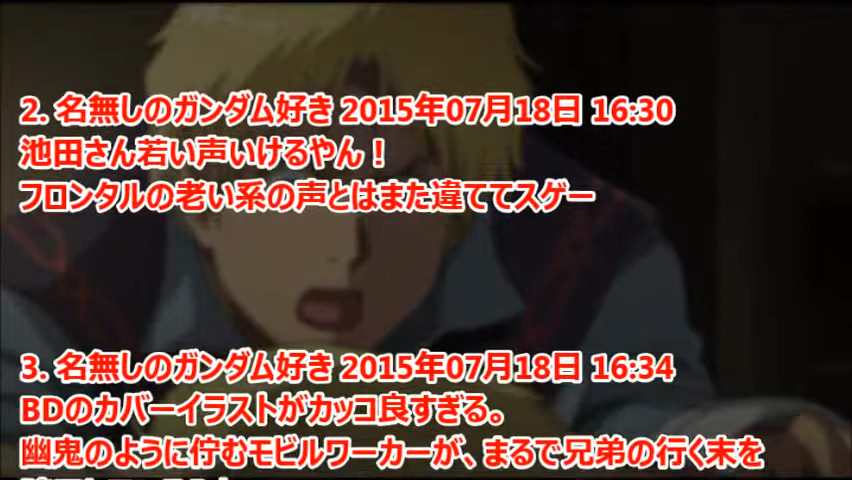 2. 名無しのガンダム好き 2015年07月18日 16:30
池田さん若い声いけるやん！
フロンタルの老い系の声とはまた違ててスゲー
3. 名無しのガンダム好き 2015年07月18日 16:34
BDのカバーイラストがカッコ良すぎる。
幽鬼のように佇むモビルワーカーが、まるで兄弟の行く末を